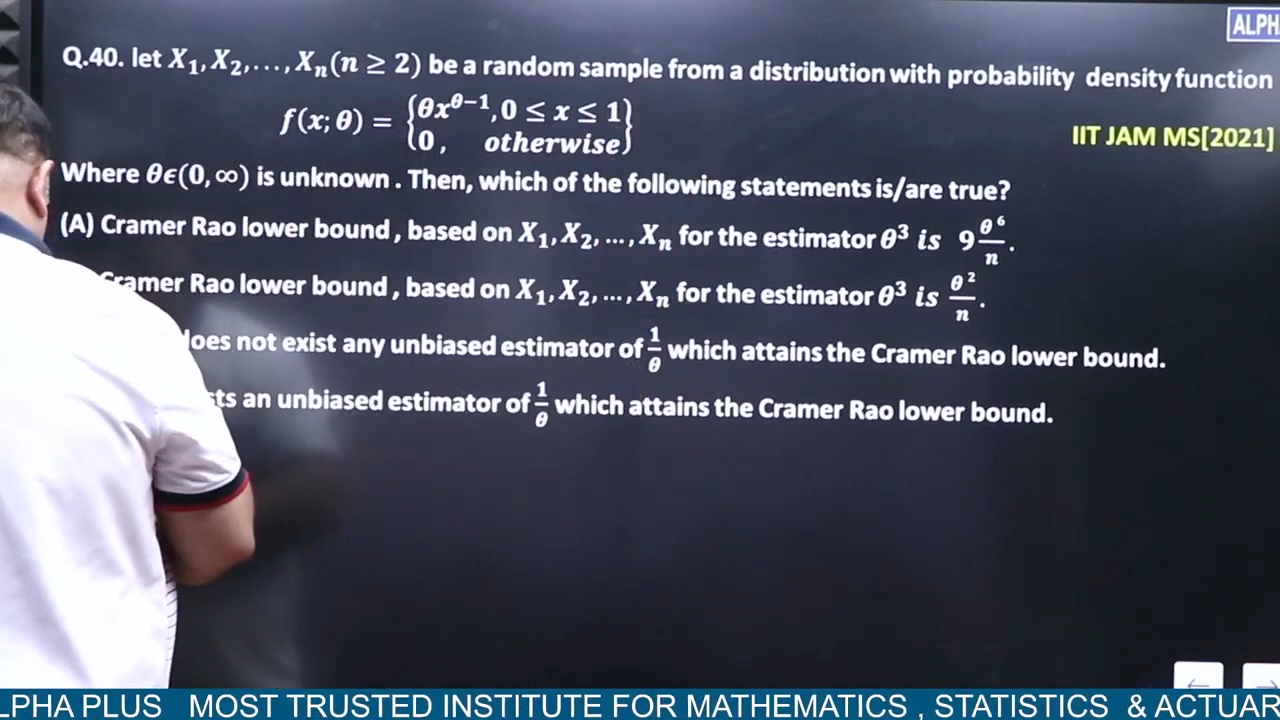 ALPH
Q.40. let X₁, X₂, ..., Xₙ(n ≥ 2) be a random sample from a distribution with probability density function
f(x; θ) = {θx^{θ−1}, 0 ≤ x ≤ 1
0, otherwise}
IIT JAM MS[2021]
Where θϵ(0, ∞) is unknown. Then, which of the following statements is/are true?
(A) Cramer Rao lower bound, based on X₁, X₂, ..., Xₙ for the estimator θ³ is 9 θ⁶/n.
Cramer Rao lower bound, based on X₁, X₂, ..., Xₙ for the estimator θ³ is θ²/n.
does not exist any unbiased estimator of 1/θ which attains the Cramer Rao lower bound.
sts an unbiased estimator of 1/θ which attains the Cramer Rao lower bound.
LPHA PLUS MOST TRUSTED INSTITUTE FOR MATHEMATICS , STATISTICS & ACTUAR